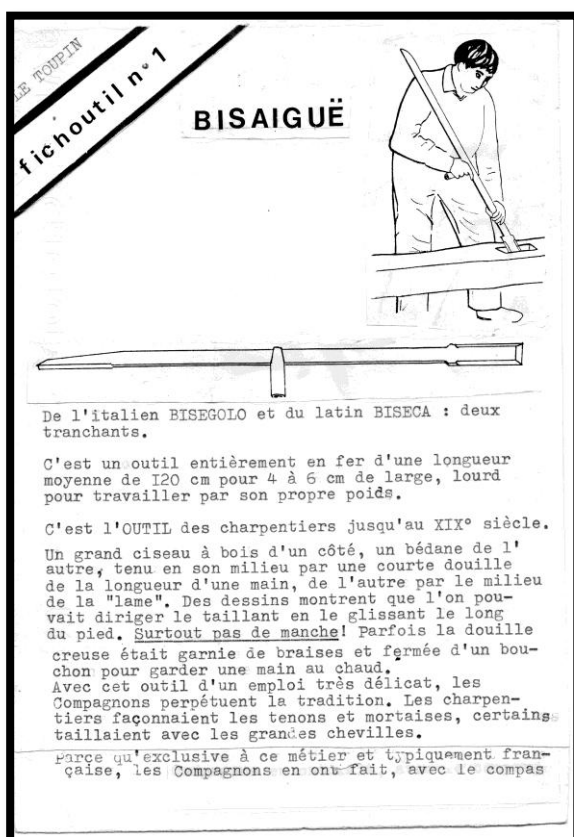 LE TOUPIN
fichoutil n° 1
BISAIGUË
De l'italien BISEGOLO et du latin BISECA : deux
tranchants.
C'est un outil entièrement en fer d'une longueur
moyenne de I20 cm pour 4 à 6 cm de large, lourd
pour travailler par son propre poids.
C'est l'OUTIL des charpentiers jusqu'au XIX° siècle.
Un grand ciseau à bois d'un côté, un bédane de l'
autre, tenu en son milieu par une courte douille
de la longueur d'une main, de l'autre par le milieu
de la "lame". Des dessins montrent que l'on pou-
vait diriger le taillant en le glissant le long
du pied. Surtout pas de manche! Parfois la douille
creuse était garnie de braises et fermée d'un bou-
chon pour garder une main au chaud.
Avec cet outil d'un emploi très délicat, les
Compagnons perpétuent la tradition. Les charpen-
tiers façonnaient les tenons et mortaises, certains
taillaient avec les grandes chevilles.
Parce qu'exclusive à ce métier et typiquement fran-
çaise, les Compagnons en ont fait, avec le compas